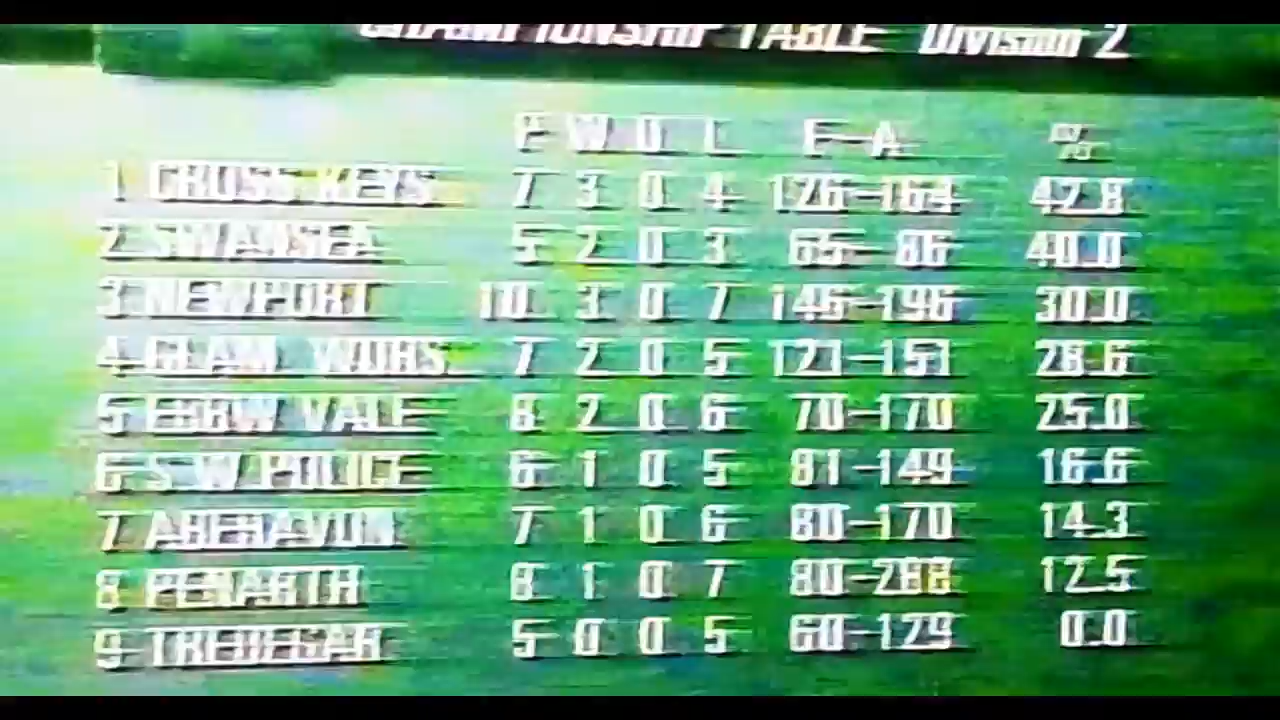 CHAMPIONSHIP TABLE Division 2
P W D L F-A %
1 CROSS KEYS 7 3 0 4 126-164 42.8
2 SWANSEA 5 2 0 3 65-86 40.0
3 NEWPORT 10 3 0 7 146-196 30.0
4 GLAM. WDRS 7 2 0 5 121-151 28.6
5 EBBW VALE 8 2 0 6 70-170 25.0
6 S W POLICE 6 1 0 5 81-149 16.6
7 ABERAVON 7 1 0 6 80-170 14.3
8 PENARTH 8 1 0 7 80-288 12.5
9 TREDEGAR 5 0 0 5 60-129 0.0